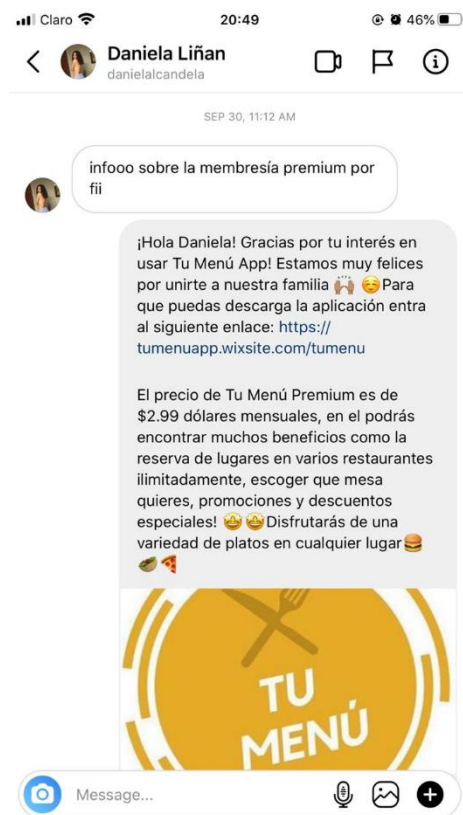 Claro
20:49
46%
Daniela Liñan
danielalcandela
SEP 30, 11:12 AM
infooo sobre la membresía premium por
fii
¡Hola Daniela! Gracias por tu interés en
usar Tu Menú App! Estamos muy felices
por unirte a nuestra familia 🙌🏽 ☺️Para
que puedas descarga la aplicación entra
al siguiente enlace: https://
tumenuapp.wixsite.com/tumenu
El precio de Tu Menú Premium es de
$2.99 dólares mensuales, en el podrás
encontrar muchos beneficios como la
reserva de lugares en varios restaurantes
ilimitadamente, escoger que mesa
quieres, promociones y descuentos
especiales! 🤩🤩Disfrutarás de una
variedad de platos en cualquier lugar🍔
🥙🍕
TU
MENÚ
Message...